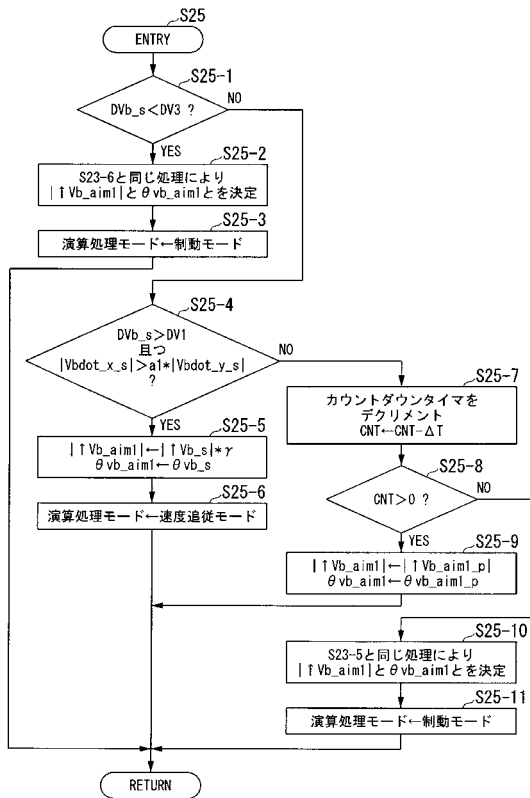 S25
ENTRY
S25-1
DVb_s<DV3 ?
NO
YES
S25-2
S23-6と同じ処理により
|↑Vb_aim1|とθvb_aim1とを決定
S25-3
演算処理モード←制動モード
S25-4
DVb_s>DV1
且つ
|Vbdot_x_s|>a1*|Vbdot_y_s|
?
NO
YES
S25-5
|↑Vb_aim1|←|↑Vb_s|*γ
θvb_aim1←θvb_s
S25-6
演算処理モード←速度追従モード
S25-7
カウントダウンタイマを
デクリメント
CNT←CNT-ΔT
S25-8
CNT>0 ?
NO
YES
S25-9
|↑Vb_aim1|←|↑Vb_aim1_p|
θvb_aim1←θvb_aim1_p
S25-10
S23-5と同じ処理により
|↑Vb_aim1|とθvb_aim1とを決定
S25-11
演算処理モード←制動モード
RETURN